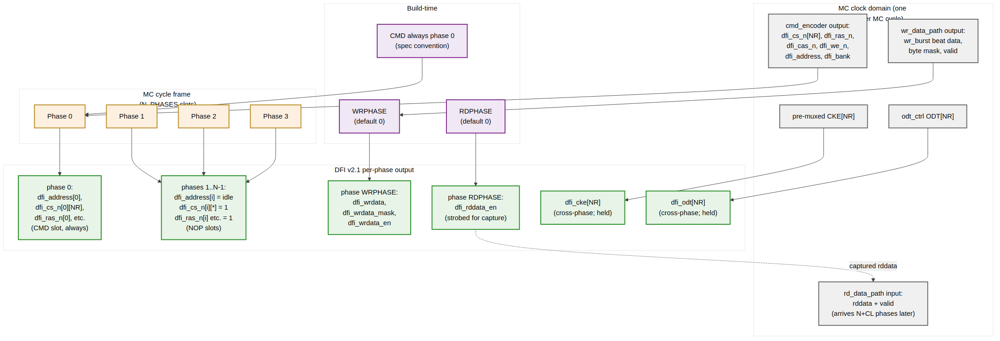 Build-time
MC clock domain (one
er MC cycle)
CMD always phase 0
(spec convention)
cmd_encoder output:
dfi_cs_n[NR], dfi_ras_n,
dfi_cas_n, dfi_we_n,
dfi_address, dfi_bank
wr_data_path output:
wr_burst beat data,
byte mask, valid
MC cycle frame
(N_PHASES slots)
Phase 0
Phase 1
Phase 2
Phase 3
WRPHASE
(default 0)
RDPHASE
(default 0)
pre-muxed CKE[NR]
odt_ctrl ODT[NR]
DFI v2.1 per-phase output
phase 0:
dfi_address[0],
dfi_cs_n[0][NR],
dfi_ras_n[0], etc.
(CMD slot, always)
phases 1..N-1:
dfi_address[i] = idle
dfi_cs_n[i][*] = 1
dfi_ras_n[i] etc. = 1
(NOP slots)
phase WRPHASE:
dfi_wrdata,
dfi_wrdata_mask,
dfi_wrdata_en
phase RDPHASE:
dfi_rddata_en
(strobed for capture)
dfi_cke[NR]
(cross-phase; held)
dfi_odt[NR]
(cross-phase; held)
captured rddata
rd_data_path input:
rddata + valid
(arrives N+CL phases later)